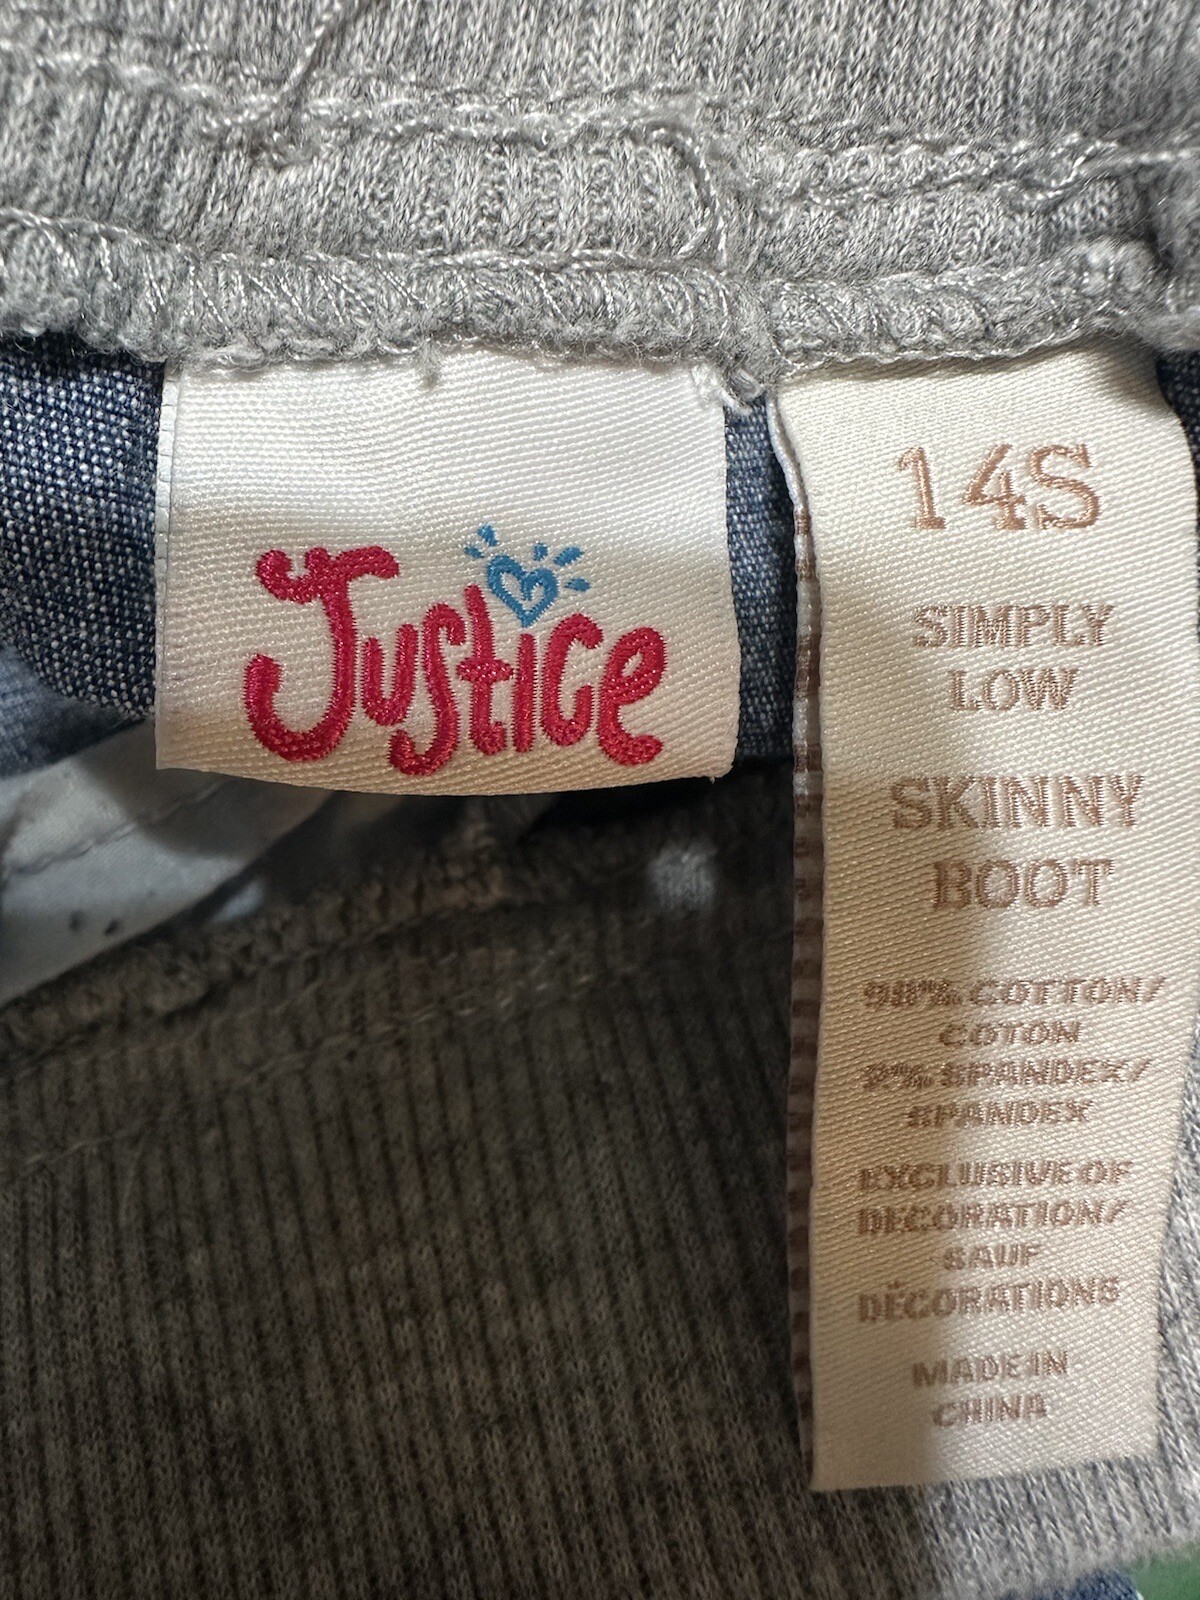 Justice
14S
SIMPLY
LOW
SKINNY
BOOT
98% COTTON/
COTON
2% SPANDEX/
SPANDEX
EXCLUSIVE OF
DECORATION/
SAUF
DÉCORATIONS
MADE IN
CHINA